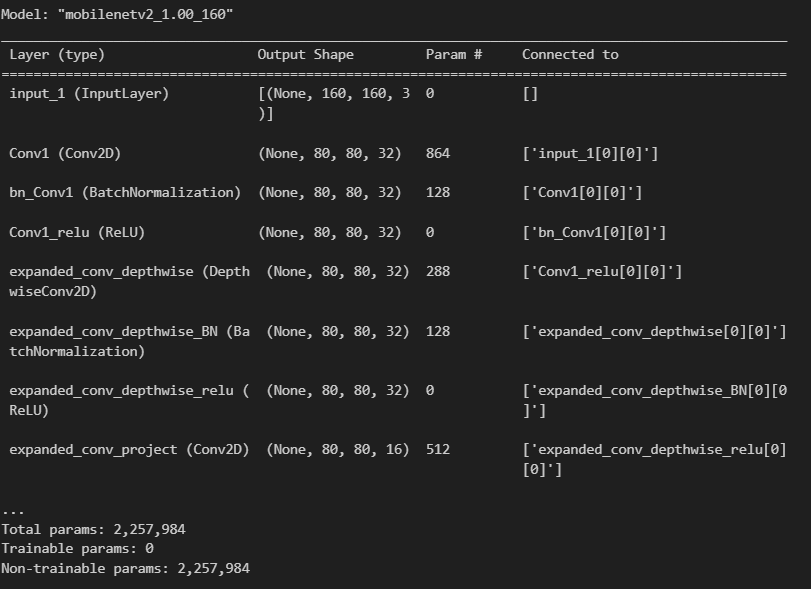 Model: "mobilenetv2_1.00_160"
__________________________________________________________________________________________________
Layer (type) Output Shape Param # Connected to
==================================================================================================
input_1 (InputLayer) [(None, 160, 160, 3 0 []
)]
Conv1 (Conv2D) (None, 80, 80, 32) 864 ['input_1[0][0]']
bn_Conv1 (BatchNormalization) (None, 80, 80, 32) 128 ['Conv1[0][0]']
Conv1_relu (ReLU) (None, 80, 80, 32) 0 ['bn_Conv1[0][0]']
expanded_conv_depthwise (Depth (None, 80, 80, 32) 288 ['Conv1_relu[0][0]']
wiseConv2D)
expanded_conv_depthwise_BN (Ba (None, 80, 80, 32) 128 ['expanded_conv_depthwise[0][0]']
tchNormalization)
expanded_conv_depthwise_relu ( (None, 80, 80, 32) 0 ['expanded_conv_depthwise_BN[0][0
ReLU) ]']
expanded_conv_project (Conv2D) (None, 80, 80, 16) 512 ['expanded_conv_depthwise_relu[0]
[0]']
...
Total params: 2,257,984
Trainable params: 0
Non-trainable params: 2,257,984